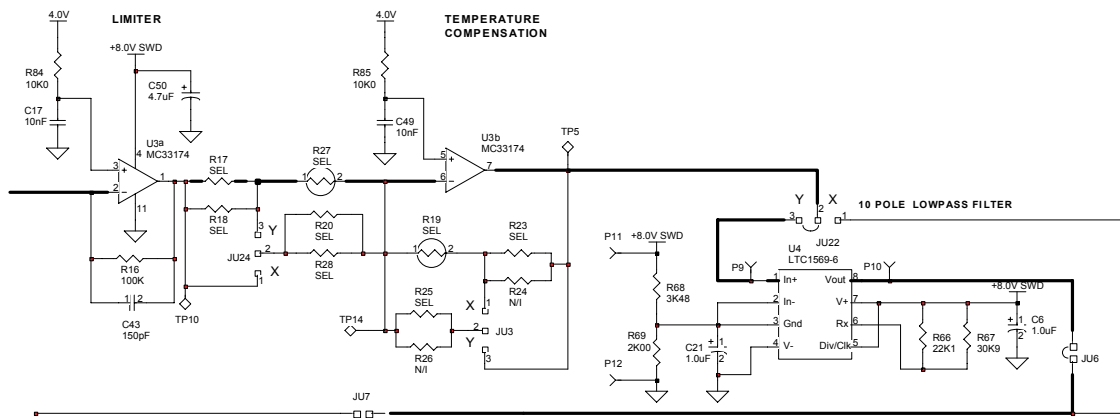 4.0V
LIMITER
+8.0V SWD
R84
10K0
C50
4.7uF
+
C17
10nF
U3a
MC33174
4
3
+
2
-
1
11
R17
SEL
R27
SEL
1
2
R18
SEL
3
Y
JU24
2
X
1
R16
100K
1
2
C43
150pF
TP10
4.0V
TEMPERATURE
COMPENSATION
R85
10K0
C49
10nF
U3b
MC33174
5
+
6
-
7
TP5
R20
SEL
R28
SEL
R19
SEL
1
2
R23
SEL
R24
N/I
R25
SEL
R26
N/I
TP14
X
1
2
JU3
Y
3
Y
2
X
3
1
JU22
10 POLE LOWPASS FILTER
P11
+8.0V SWD
R68
3K48
R69
2K00
P12
C21
1.0uF
+
1
2
P9
U4
LTC1569-6
P10
1
In+
Vout
8
2
In-
V+
7
3
Gnd
Rx
6
4
V-
Div/Clk
5
+8.0V SWD
R66
22K1
R67
30K9
C6
1.0uF
+
1
2
1
2
JU6
JU7